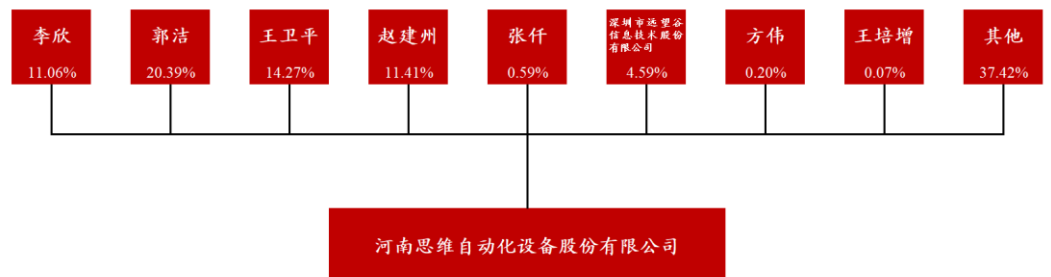 李欣
11.06%
郭洁
20.39%
王卫平
14.27%
赵建州
11.41%
张仟
0.59%
深圳市远望谷
信息技术股份
有限公司
4.59%
方伟
0.20%
王培增
0.07%
其他
37.42%
河南思维自动化设备股份有限公司